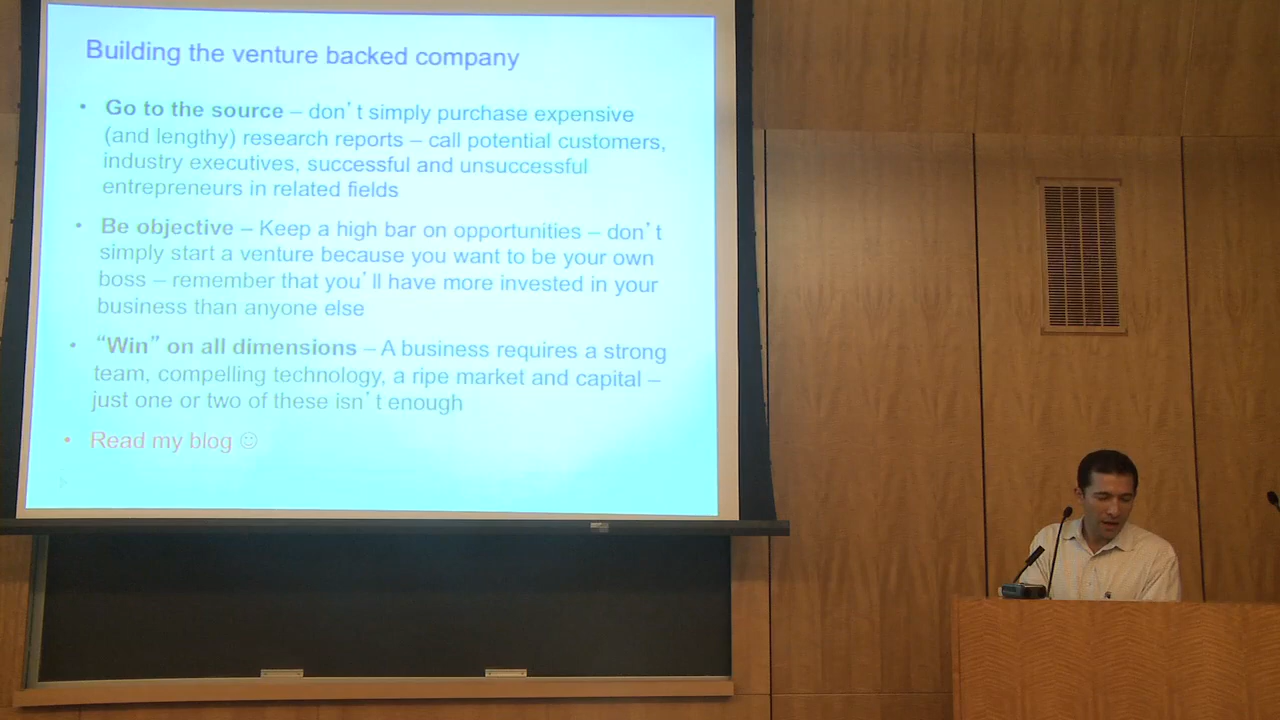 Building the venture backed company
• Go to the source – don't simply purchase expensive
(and lengthy) research reports – call potential customers,
industry executives, successful and unsuccessful
entrepreneurs in related fields
• Be objective – Keep a high bar on opportunities – don't
simply start a venture because you want to be your own
boss – remember that you'll have more invested in your
business than anyone else
• “Win” on all dimensions – A business requires a strong
team, compelling technology, a ripe market and capital –
just one or two of these isn't enough
• Read my blog ☺